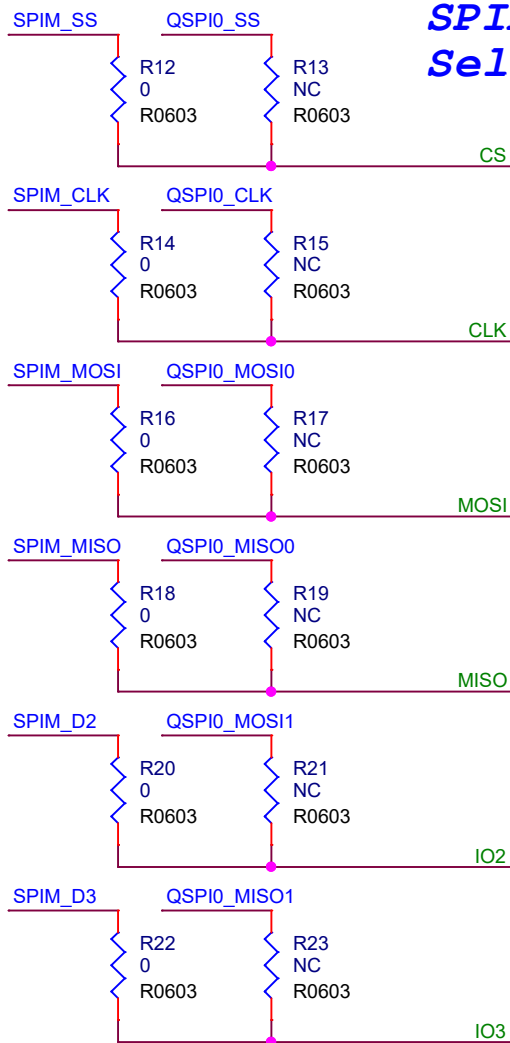 SPIM_SS QSPI0_SS
R12 R13
0 NC
R0603 R0603
CS
SPIM_CLK QSPI0_CLK
R14 R15
0 NC
R0603 R0603
CLK
SPIM_MOSI QSPI0_MOSI0
R16 R17
0 NC
R0603 R0603
MOSI
SPIM_MISO QSPI0_MISO0
R18 R19
0 NC
R0603 R0603
MISO
SPIM_D2 QSPI0_MOSI1
R20 R21
0 NC
R0603 R0603
IO2
SPIM_D3 QSPI0_MISO1
R22 R23
0 NC
R0603 R0603
IO3